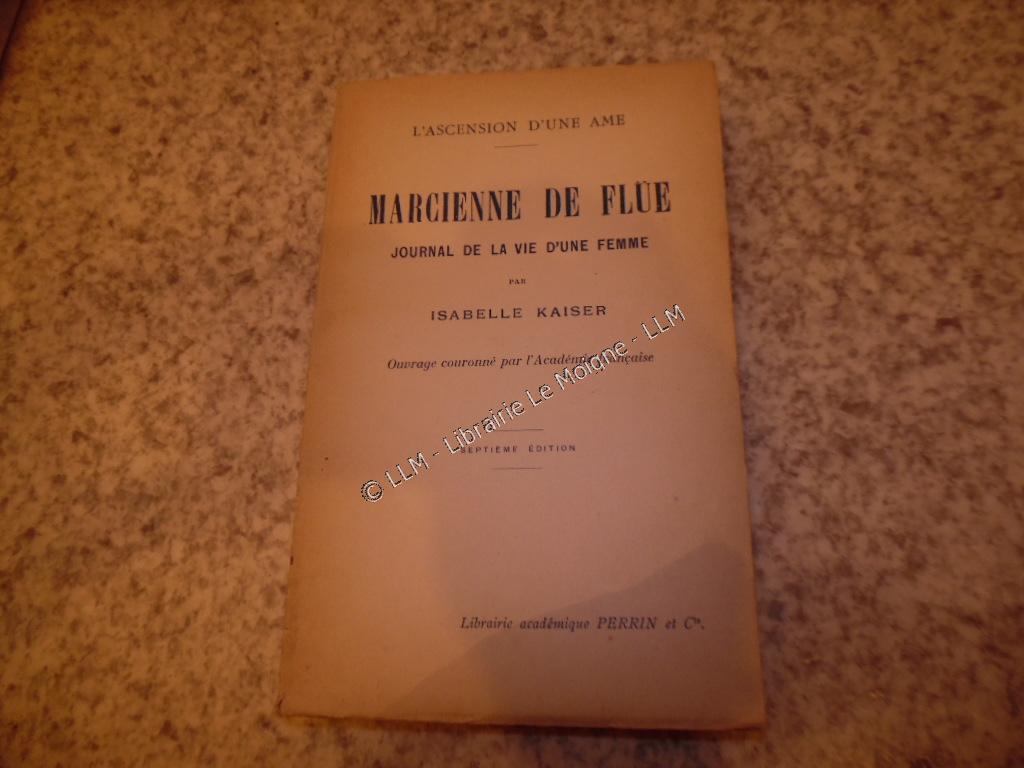 L'ASCENSION D'UNE AME
MARCIENNE DE FLÜE
JOURNAL DE LA VIE D'UNE FEMME
PAR
ISABELLE KAISER
Ouvrage couronné par l'Académie française
© LLM - Librairie Le Moigne - LLM
SEPTIÈME ÉDITION
Librairie académique PERRIN et Cie.